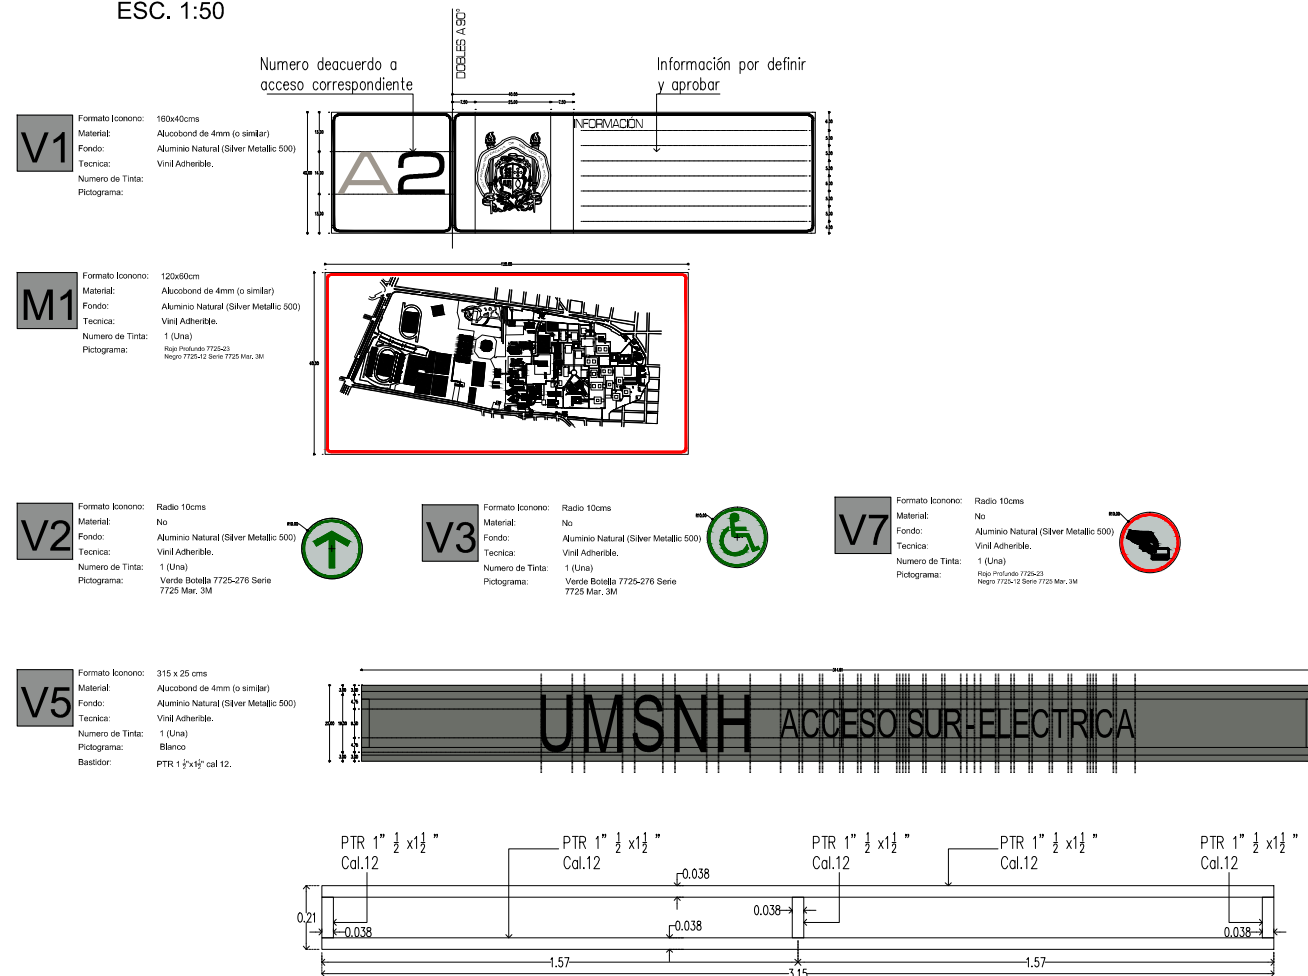 ESC. 1:50
DOBLES A 90°
Numero deacuerdo a
acceso correspondiente
Información por definir
y aprobar
V1
Formato Iconono: 160x40cms
Material: Alucobond de 4mm (o similar)
Fondo: Aluminio Natural (Silver Metallic 500)
Tecnica: Vinil Adherible.
Numero de Tinta:
Pictograma:
A2
INFORMACIÓN
M1
Formato Iconono: 120x60cm
Material: Alucobond de 4mm (o similar)
Fondo: Aluminio Natural (Silver Metallic 500)
Tecnica: Vinil Adherible.
Numero de Tinta: 1 (Una)
Pictograma: Rojo Profundo 7725-23
Negro 7725-12 Serie 7725 Mar. 3M
V2
Formato Iconono: Radio 10cms
Material: No
Fondo: Aluminio Natural (Silver Metallic 500)
Tecnica: Vinil Adherible.
Numero de Tinta: 1 (Una)
Pictograma: Verde Botella 7725-276 Serie
7725 Mar. 3M
V3
Formato Iconono: Radio 10cms
Material: No
Fondo: Aluminio Natural (Silver Metallic 500)
Tecnica: Vinil Adherible.
Numero de Tinta: 1 (Una)
Pictograma: Verde Botella 7725-276 Serie
7725 Mar. 3M
V7
Formato Iconono: Radio 10cms
Material: No
Fondo: Aluminio Natural (Silver Metallic 500)
Tecnica: Vinil Adherible.
Numero de Tinta: 1 (Una)
Pictograma: Rojo Profundo 7725-23
Negro 7725-12 Serie 7725 Mar. 3M
V5
Formato Iconono: 315 x 25 cms
Material: Alucobond de 4mm (o similar)
Fondo: Aluminio Natural (Silver Metallic 500)
Tecnica: Vinil Adherible.
Numero de Tinta: 1 (Una)
Pictograma: Blanco
Bastidor: PTR 1 ½"x1½" cal 12.
UMSNH ACCESO SUR-ELECTRICA
PTR 1" ½ x1½ "
Cal.12
PTR 1" ½ x1½ "
Cal.12
PTR 1" ½ x1½ "
Cal.12
PTR 1" ½ x1½ "
Cal.12
PTR 1" ½ x1½ "
Cal.12
0.038
0.21
0.038
0.038
0.038
0.038
1.57
1.57
3.15